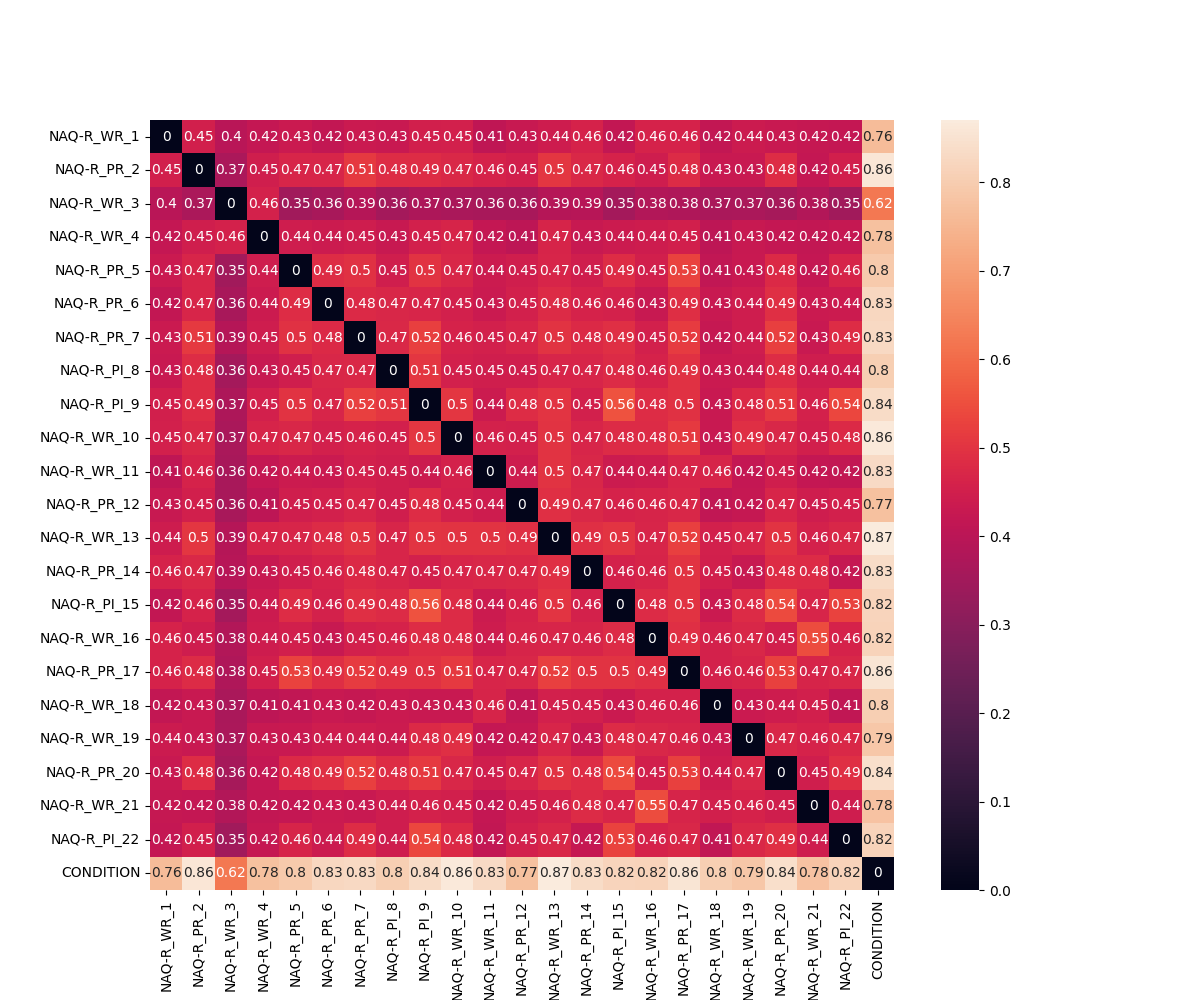 NAQ-R_WR_1 0 0.45 0.4 0.42 0.43 0.42 0.43 0.43 0.45 0.45 0.41 0.43 0.44 0.46 0.42 0.46 0.46 0.42 0.44 0.43 0.42 0.42 0.76
NAQ-R_PR_2 0.45 0 0.37 0.45 0.47 0.47 0.51 0.48 0.49 0.47 0.46 0.45 0.5 0.47 0.46 0.45 0.48 0.43 0.43 0.48 0.42 0.45 0.86
NAQ-R_WR_3 0.4 0.37 0 0.46 0.35 0.36 0.39 0.36 0.37 0.37 0.36 0.36 0.39 0.39 0.35 0.38 0.38 0.37 0.37 0.36 0.38 0.35 0.62
NAQ-R_WR_4 0.42 0.45 0.46 0 0.44 0.44 0.45 0.43 0.45 0.47 0.42 0.41 0.47 0.43 0.44 0.44 0.45 0.41 0.43 0.42 0.42 0.42 0.78
NAQ-R_PR_5 0.43 0.47 0.35 0.44 0 0.49 0.5 0.45 0.5 0.47 0.44 0.45 0.47 0.45 0.49 0.45 0.53 0.41 0.43 0.48 0.42 0.46 0.8
NAQ-R_PR_6 0.42 0.47 0.36 0.44 0.49 0 0.48 0.47 0.47 0.45 0.43 0.45 0.48 0.46 0.46 0.43 0.49 0.43 0.44 0.49 0.43 0.44 0.83
NAQ-R_PR_7 0.43 0.51 0.39 0.45 0.5 0.48 0 0.47 0.52 0.46 0.45 0.47 0.5 0.48 0.49 0.45 0.52 0.42 0.44 0.52 0.43 0.49 0.83
NAQ-R_PI_8 0.43 0.48 0.36 0.43 0.45 0.47 0.47 0 0.51 0.45 0.45 0.45 0.47 0.47 0.48 0.46 0.49 0.43 0.44 0.48 0.44 0.44 0.8
NAQ-R_PI_9 0.45 0.49 0.37 0.45 0.5 0.47 0.52 0.51 0 0.5 0.44 0.48 0.5 0.45 0.56 0.48 0.5 0.43 0.48 0.51 0.46 0.54 0.84
NAQ-R_WR_10 0.45 0.47 0.37 0.47 0.47 0.45 0.46 0.45 0.5 0 0.46 0.45 0.5 0.47 0.48 0.48 0.51 0.43 0.49 0.47 0.45 0.48 0.86
NAQ-R_WR_11 0.41 0.46 0.36 0.42 0.44 0.43 0.45 0.45 0.44 0.46 0 0.44 0.5 0.47 0.44 0.44 0.47 0.46 0.42 0.45 0.42 0.42 0.83
NAQ-R_PR_12 0.43 0.45 0.36 0.41 0.45 0.45 0.47 0.45 0.48 0.45 0.44 0 0.49 0.47 0.46 0.46 0.47 0.41 0.42 0.47 0.45 0.45 0.77
NAQ-R_WR_13 0.44 0.5 0.39 0.47 0.47 0.48 0.5 0.47 0.5 0.5 0.5 0.49 0 0.49 0.5 0.47 0.52 0.45 0.47 0.5 0.46 0.47 0.87
NAQ-R_PR_14 0.46 0.47 0.39 0.43 0.45 0.46 0.48 0.47 0.45 0.47 0.47 0.47 0.49 0 0.46 0.46 0.5 0.45 0.43 0.48 0.48 0.42 0.83
NAQ-R_PI_15 0.42 0.46 0.35 0.44 0.49 0.46 0.49 0.48 0.56 0.48 0.44 0.46 0.5 0.46 0 0.48 0.5 0.43 0.48 0.54 0.47 0.53 0.82
NAQ-R_WR_16 0.46 0.45 0.38 0.44 0.45 0.43 0.45 0.46 0.48 0.48 0.44 0.46 0.47 0.46 0.48 0 0.49 0.46 0.47 0.45 0.55 0.46 0.82
NAQ-R_PR_17 0.46 0.48 0.38 0.45 0.53 0.49 0.52 0.49 0.5 0.51 0.47 0.47 0.52 0.5 0.5 0.49 0 0.46 0.46 0.53 0.47 0.47 0.86
NAQ-R_WR_18 0.42 0.43 0.37 0.41 0.41 0.43 0.42 0.43 0.43 0.43 0.46 0.41 0.45 0.45 0.43 0.46 0.46 0 0.43 0.44 0.45 0.41 0.8
NAQ-R_WR_19 0.44 0.43 0.37 0.43 0.43 0.44 0.44 0.44 0.48 0.49 0.42 0.42 0.47 0.43 0.48 0.47 0.46 0.43 0 0.47 0.46 0.47 0.79
NAQ-R_PR_20 0.43 0.48 0.36 0.42 0.48 0.49 0.52 0.48 0.51 0.47 0.45 0.47 0.5 0.48 0.54 0.45 0.53 0.44 0.47 0 0.45 0.49 0.84
NAQ-R_WR_21 0.42 0.42 0.38 0.42 0.42 0.43 0.43 0.44 0.46 0.45 0.42 0.45 0.46 0.48 0.47 0.55 0.47 0.45 0.46 0.45 0 0.44 0.78
NAQ-R_PI_22 0.42 0.45 0.35 0.42 0.46 0.44 0.49 0.44 0.54 0.48 0.42 0.45 0.47 0.42 0.53 0.46 0.47 0.41 0.47 0.49 0.44 0 0.82
CONDITION 0.76 0.86 0.62 0.78 0.8 0.83 0.83 0.8 0.84 0.86 0.83 0.77 0.87 0.83 0.82 0.82 0.86 0.8 0.79 0.84 0.78 0.82 0
NAQ-R_WR_1
NAQ-R_PR_2
NAQ-R_WR_3
NAQ-R_WR_4
NAQ-R_PR_5
NAQ-R_PR_6
NAQ-R_PR_7
NAQ-R_PI_8
NAQ-R_PI_9
NAQ-R_WR_10
NAQ-R_WR_11
NAQ-R_PR_12
NAQ-R_WR_13
NAQ-R_PR_14
NAQ-R_PI_15
NAQ-R_WR_16
NAQ-R_PR_17
NAQ-R_WR_18
NAQ-R_WR_19
NAQ-R_PR_20
NAQ-R_WR_21
NAQ-R_PI_22
CONDITION
0.8
0.7
0.6
0.5
0.4
0.3
0.2
0.1
0.0